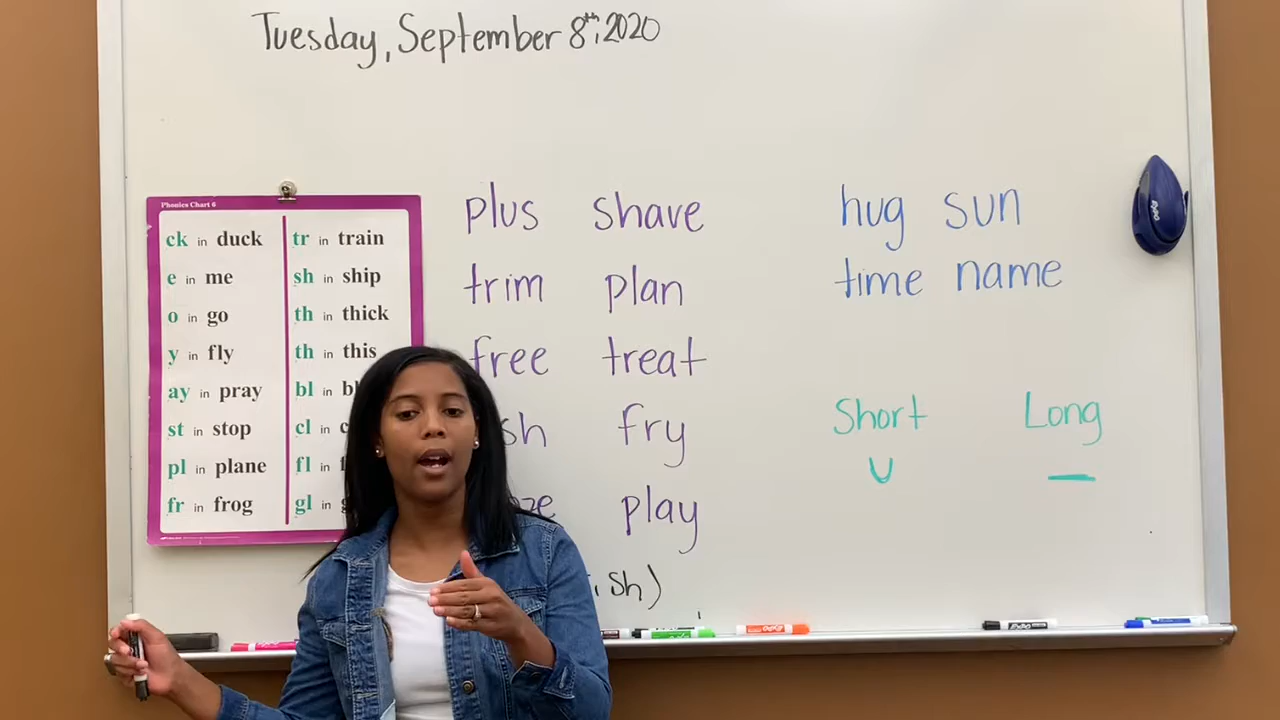 Tuesday, September 8th, 2020
Phonics Chart 6
ck in duck
e in me
o in go
y in fly
ay in pray
st in stop
pl in plane
fr in frog
tr in train
sh in ship
th in thick
th in this
bl in
cl in
fl in
gl in
plus shave
trim plan
free treat
fry
play
hug sun
time name
Short Long
EXPO